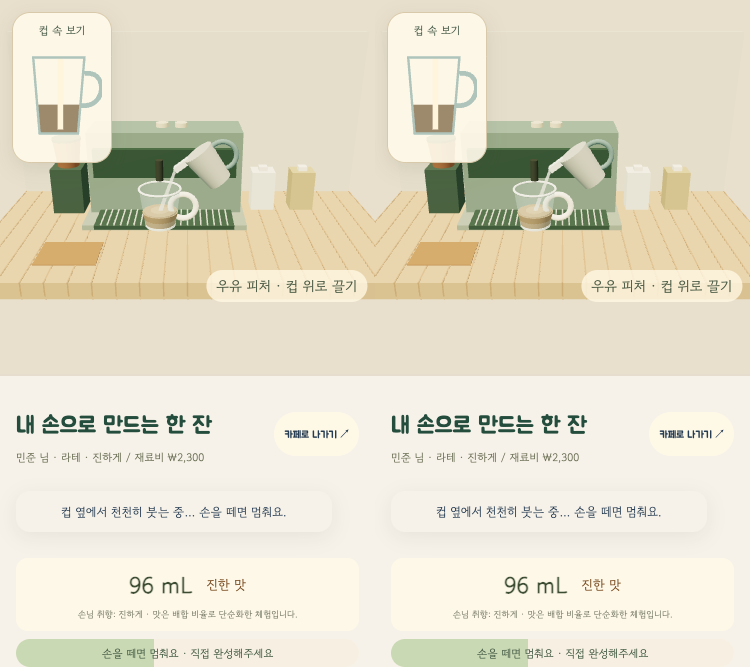 컵 속 보기
컵 속 보기
우유 피처 · 컵 위로 끌기
우유 피처 · 컵 위로 끌기
내 손으로 만드는 한 잔
카페로 나가기 ↗
내 손으로 만드는 한 잔
카페로 나가기 ↗
민준 님 · 라테 · 진하게 / 재료비 ₩2,300
민준 님 · 라테 · 진하게 / 재료비 ₩2,300
컵 옆에서 천천히 붓는 중... 손을 떼면 멈춰요.
컵 옆에서 천천히 붓는 중... 손을 떼면 멈춰요.
96 mL 진한 맛
96 mL 진한 맛
손님 취향: 진하게 · 맛은 배합 비율로 단순화한 체험입니다.
손님 취향: 진하게 · 맛은 배합 비율로 단순화한 체험입니다.
손을 떼면 멈춰요 · 직접 완성해주세요
손을 떼면 멈춰요 · 직접 완성해주세요